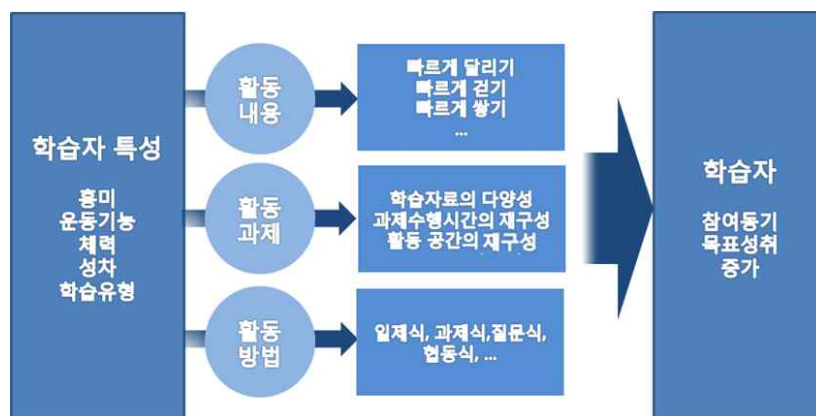 학습자 특성
흥미
운동기능
체력
성차
학습유형
활동
내용
빠르게 달리기
빠르게 걷기
빠르게 쌓기
...
활동
과제
학습자료의 다양성
과제수행시간의 재구성
활동 공간의 재구성
활동
방법
일제식, 과제식,질문식,
협동식, ...
학습자
참여동기
목표성취
증가